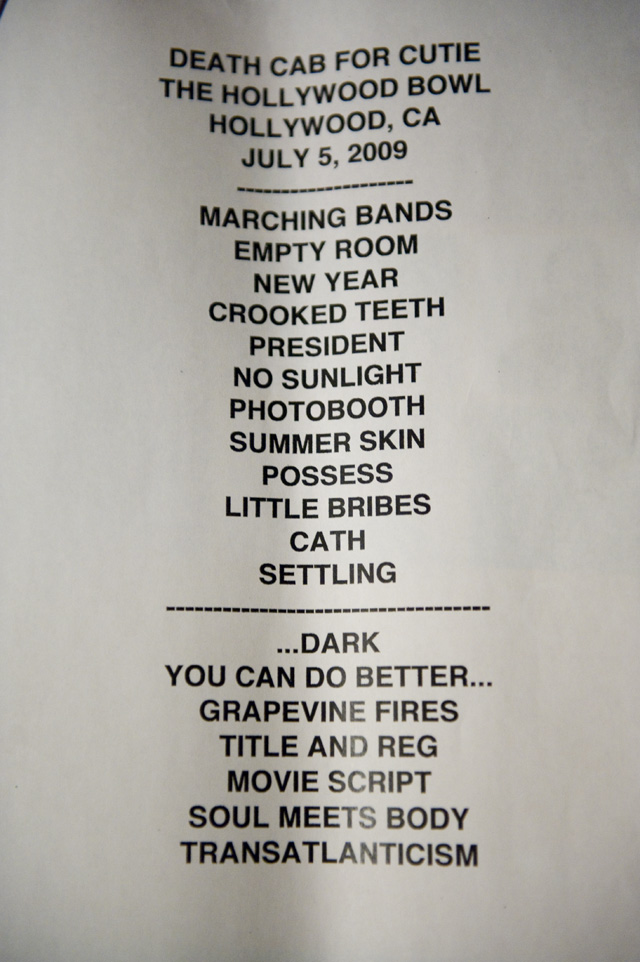 DEATH CAB FOR CUTIE
THE HOLLYWOOD BOWL
HOLLYWOOD, CA
JULY 5, 2009
--------------------
MARCHING BANDS
EMPTY ROOM
NEW YEAR
CROOKED TEETH
PRESIDENT
NO SUNLIGHT
PHOTOBOOTH
SUMMER SKIN
POSSESS
LITTLE BRIBES
CATH
SETTLING
-----------------------------------
...DARK
YOU CAN DO BETTER...
GRAPEVINE FIRES
TITLE AND REG
MOVIE SCRIPT
SOUL MEETS BODY
TRANSATLANTICISM